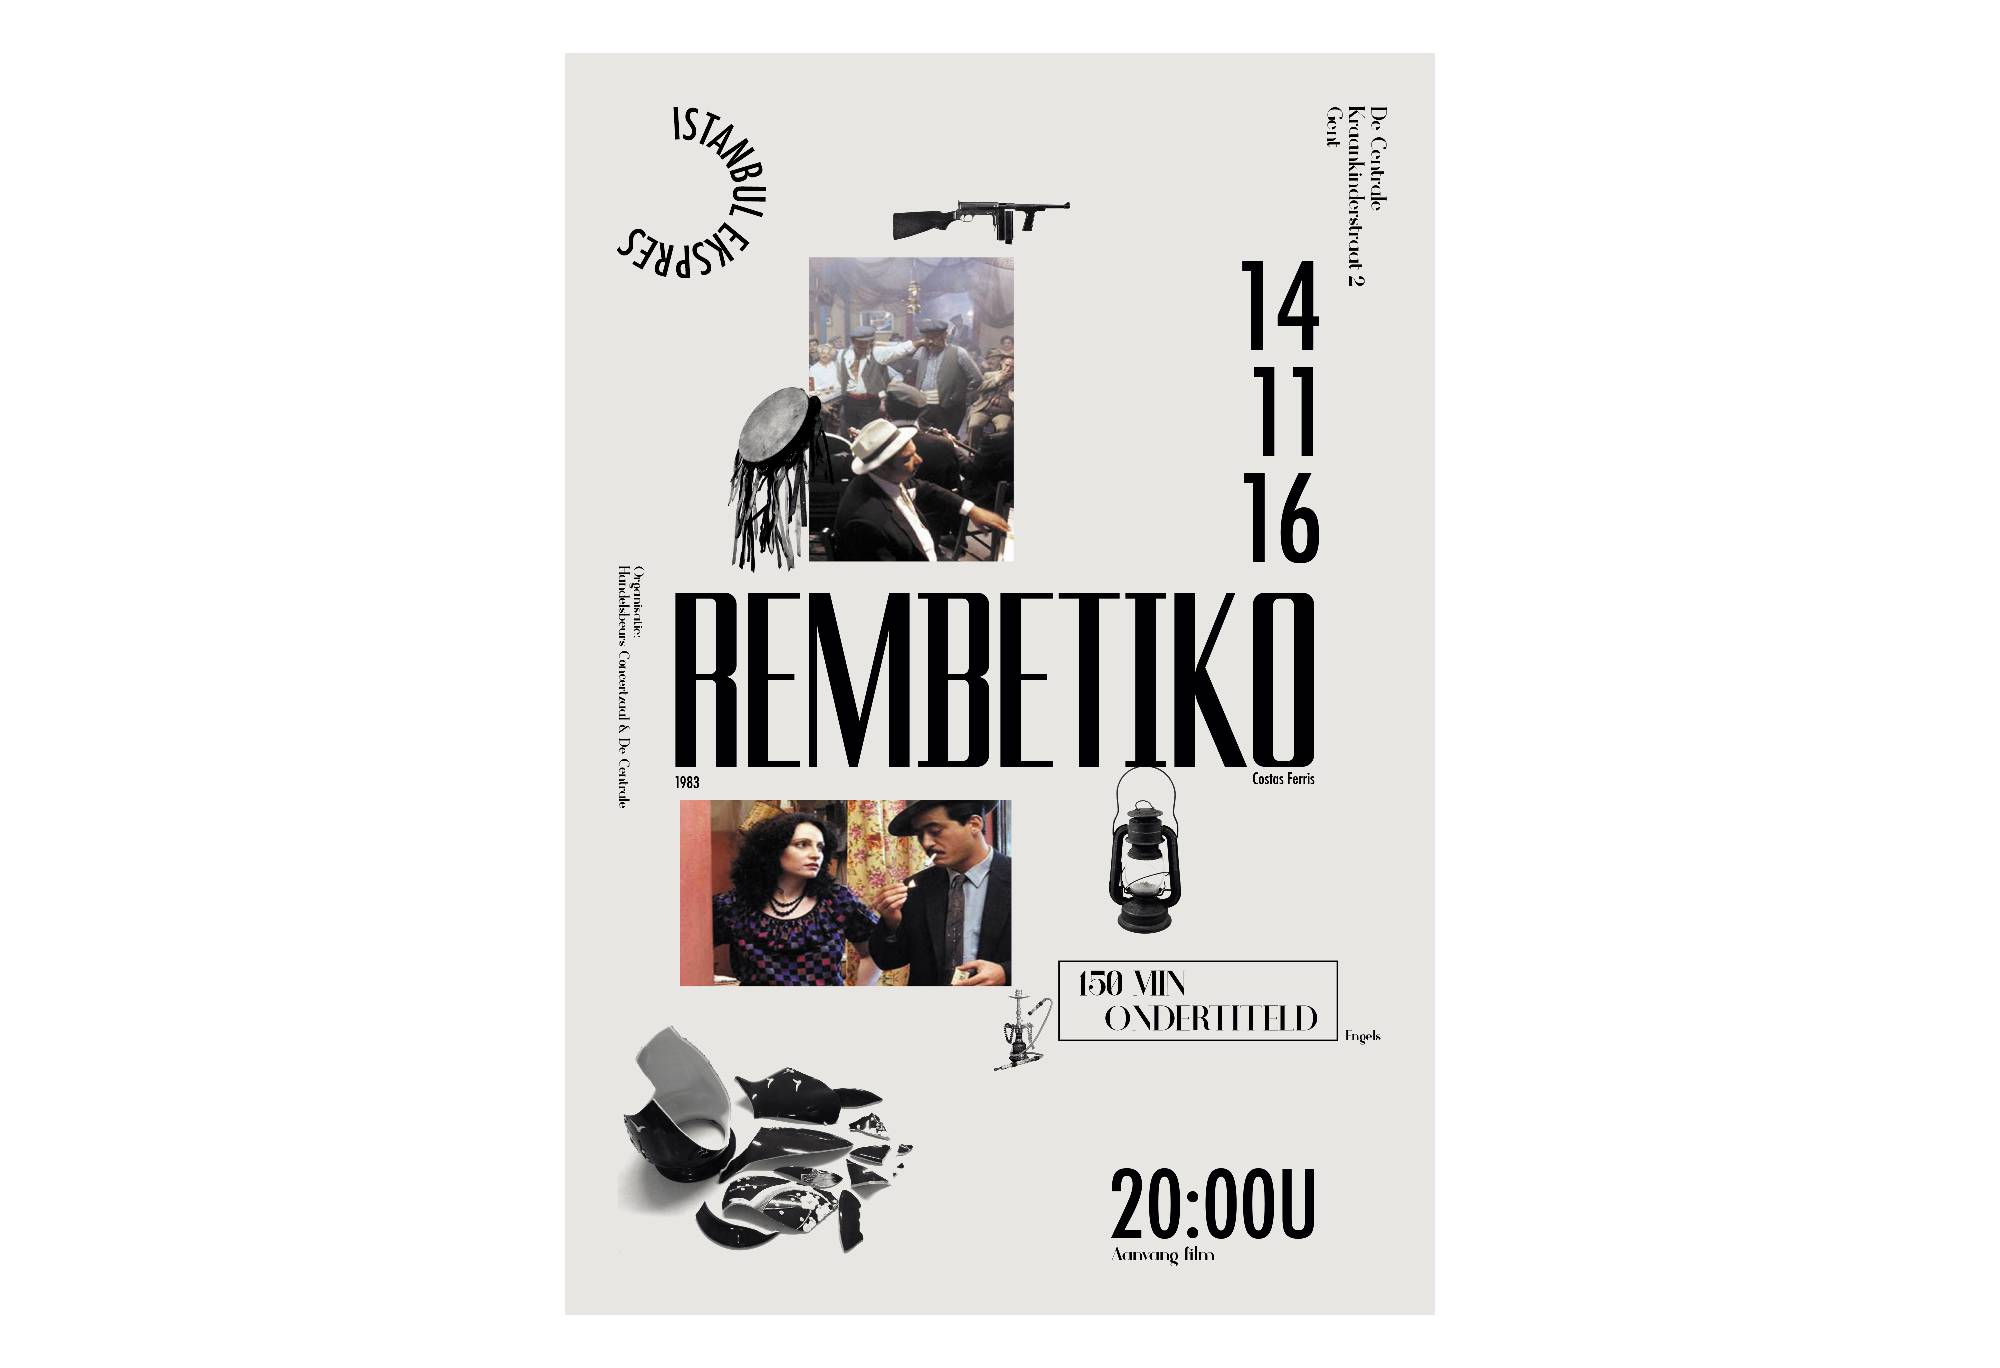 ISTANBUL EKSPRES
De Centrale
Kraankinderstraat 2
Gent
14
11
16
Organisatie:
Handelsbeurs Concertzaal & De Centrale
REMBETIKO
1983
Costas Ferris
150 MIN
ONDERTITELD
Engels
20:00U
Aanvang film